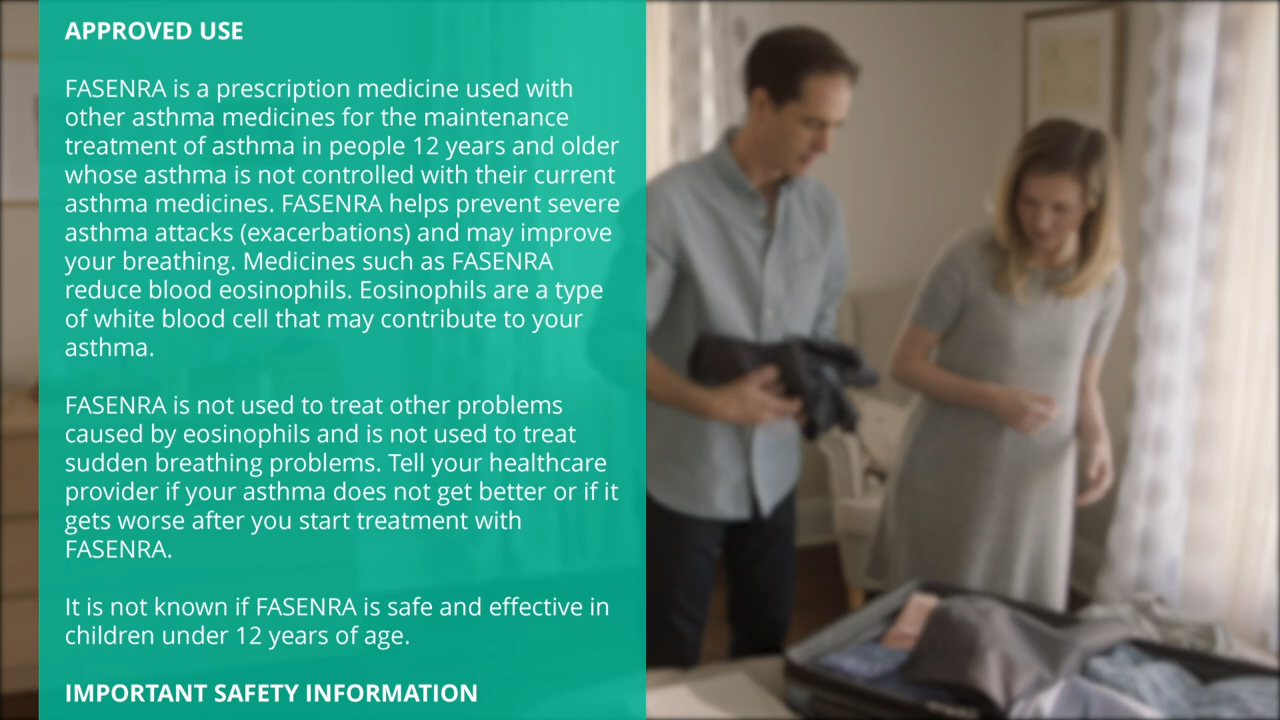 APPROVED USE
FASENRA is a prescription medicine used with
other asthma medicines for the maintenance
treatment of asthma in people 12 years and older
whose asthma is not controlled with their current
asthma medicines. FASENRA helps prevent severe
asthma attacks (exacerbations) and may improve
your breathing. Medicines such as FASENRA
reduce blood eosinophils. Eosinophils are a type
of white blood cell that may contribute to your
asthma.
FASENRA is not used to treat other problems
caused by eosinophils and is not used to treat
sudden breathing problems. Tell your healthcare
provider if your asthma does not get better or if it
gets worse after you start treatment with
FASENRA.
It is not known if FASENRA is safe and effective in
children under 12 years of age.
IMPORTANT SAFETY INFORMATION